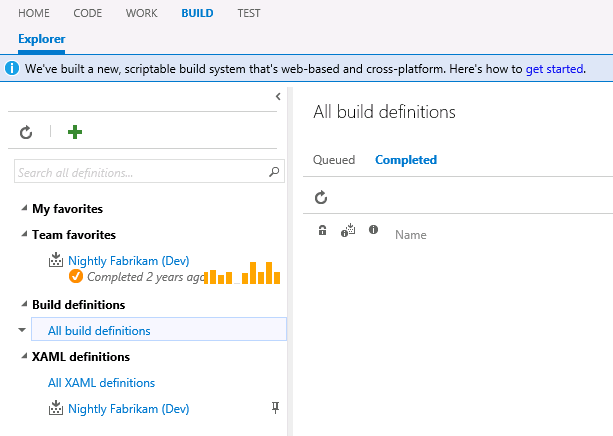 HOME CODE WORK BUILD TEST
Explorer
We've built a new, scriptable build system that's web-based and cross-platform. Here's how to get started.
All build definitions
Queued Completed
Name
Search all definitions...
My favorites
Team favorites
Nightly Fabrikam (Dev)
Completed 2 years ago
Build definitions
All build definitions
XAML definitions
All XAML definitions
Nightly Fabrikam (Dev)